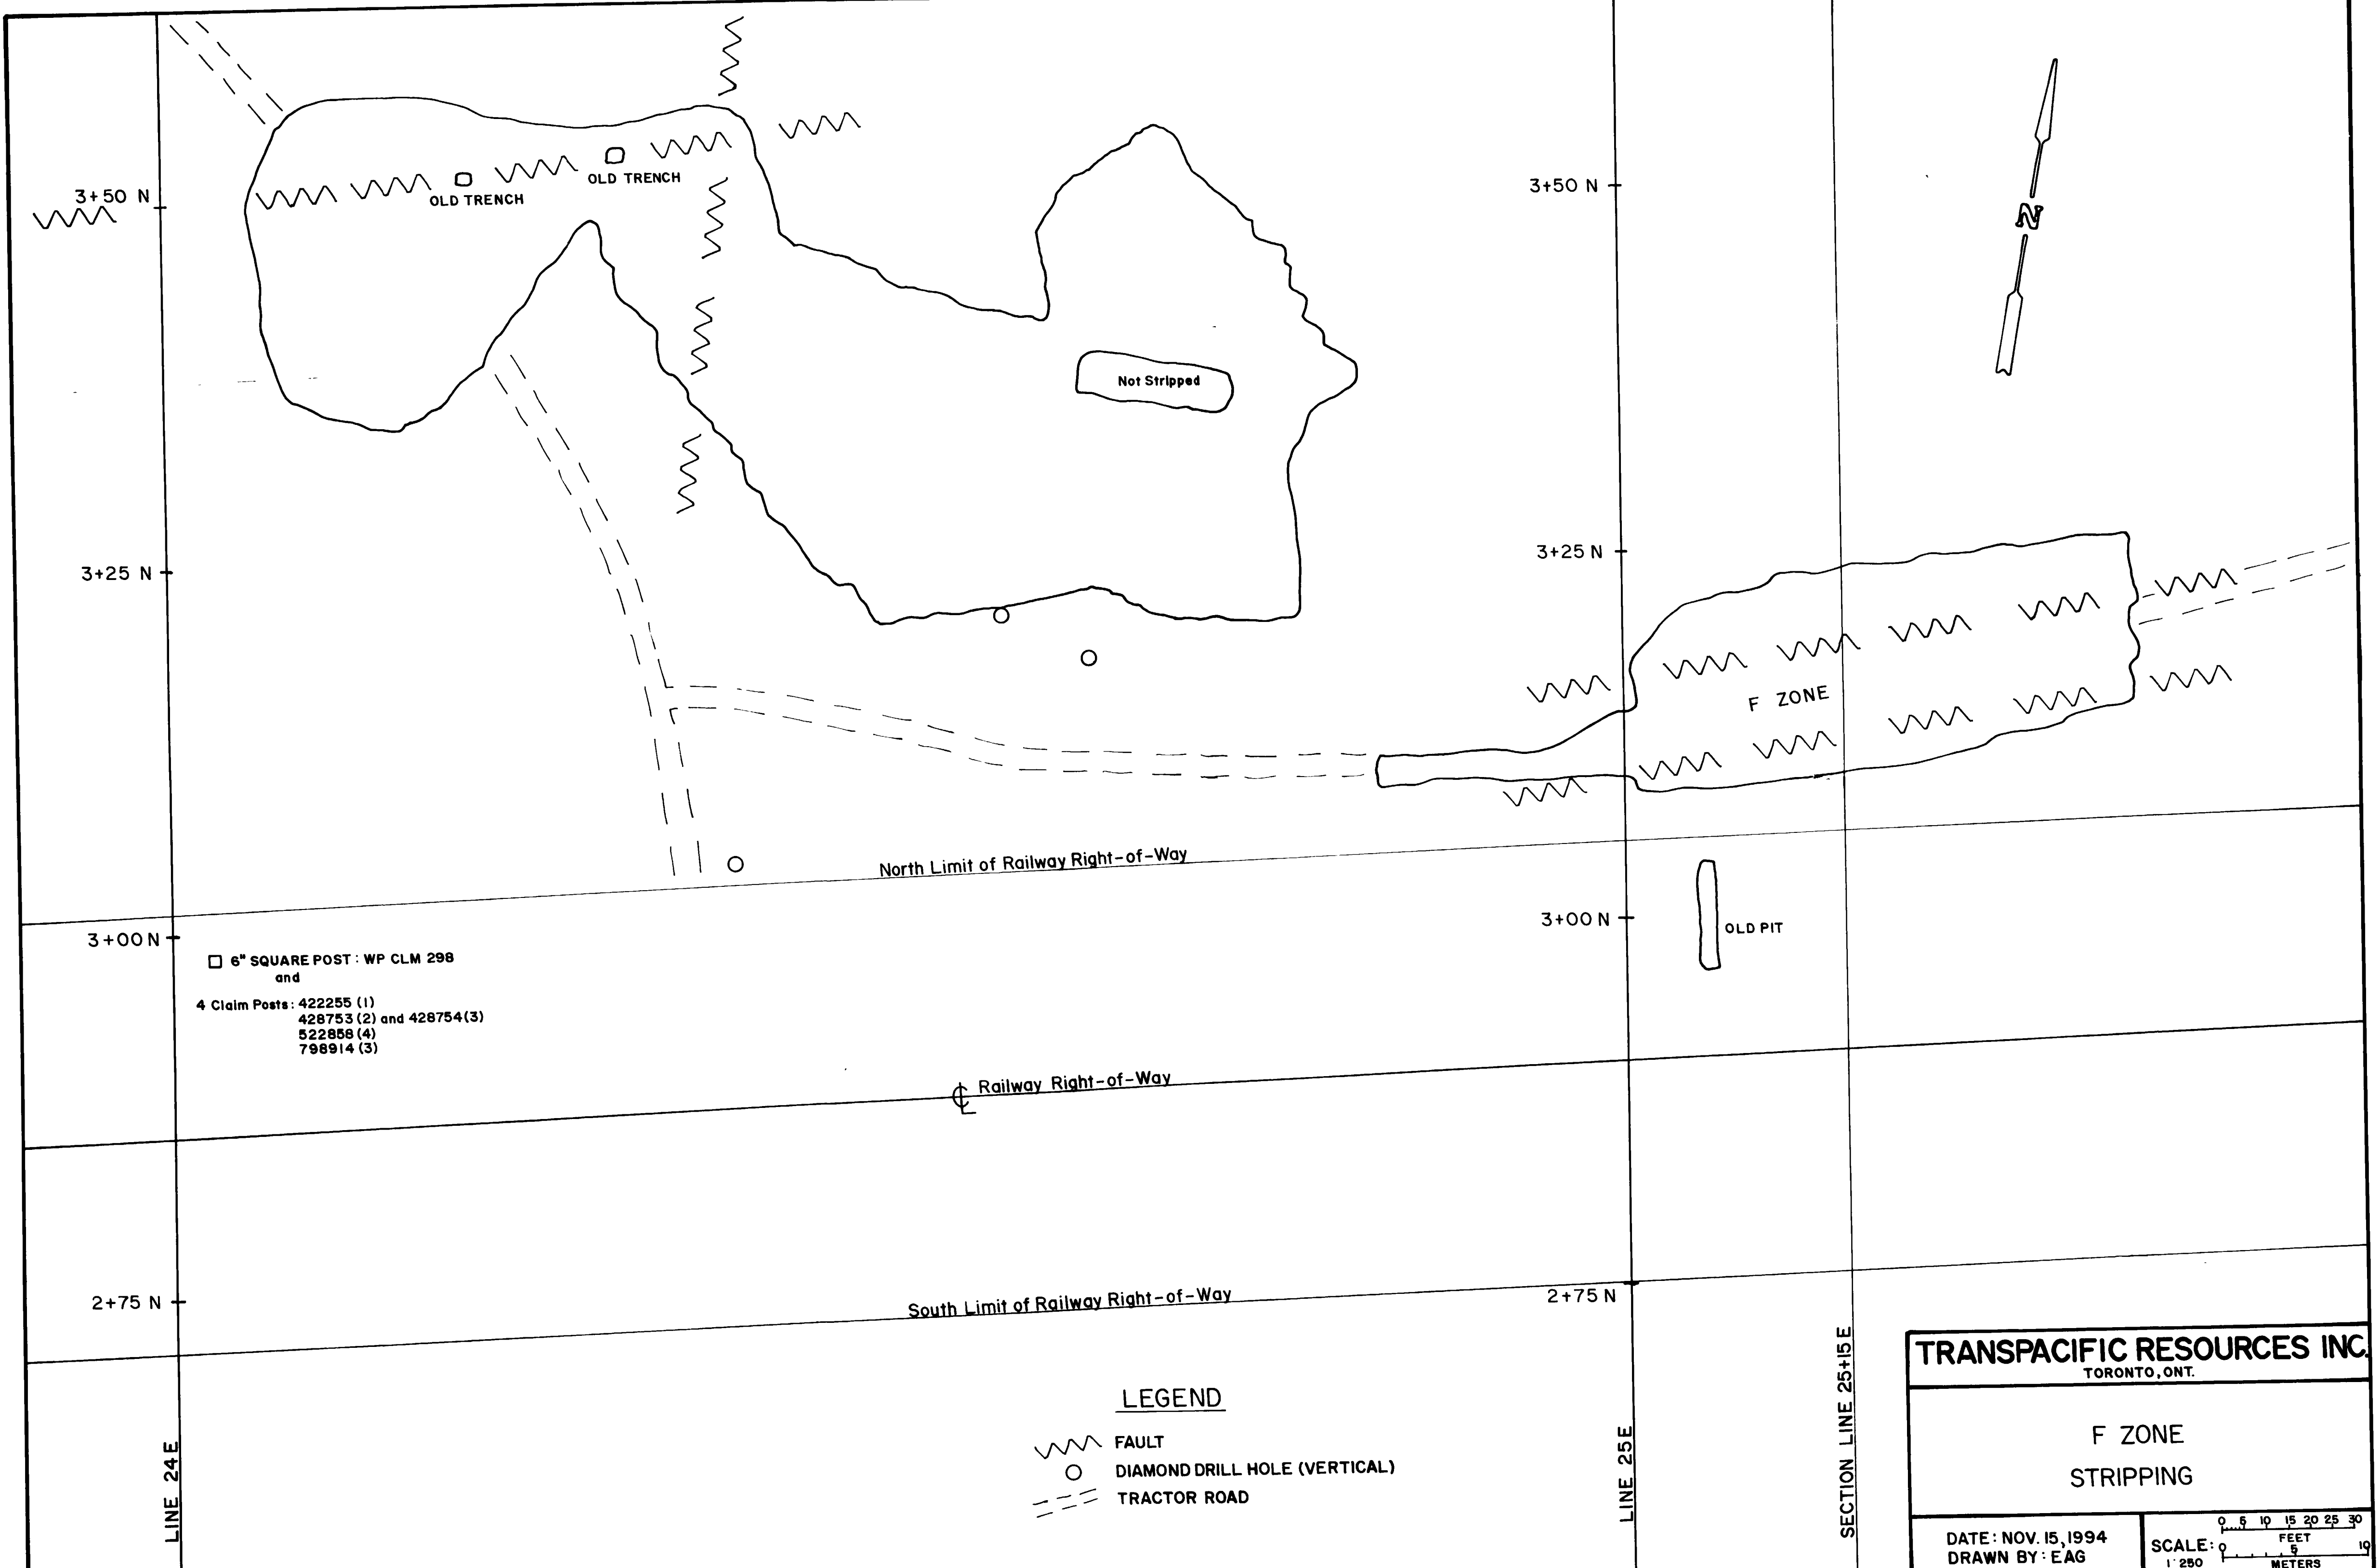 3+50 N
OLD TRENCH
OLD TRENCH
3+50 N
N
Not Stripped
3+25 N
3+25 N
F ZONE
North Limit of Railway Right-of-Way
3+00 N
3+00 N
OLD PIT
6" SQUARE POST : WP CLM 298
and
4 Claim Posts: 422255 (1)
428753 (2) and 428754 (3)
522858 (4)
798914 (3)
℄ Railway Right-of-Way
2+75 N
2+75 N
South Limit of Railway Right-of-Way
LINE 24E
LINE 25E
SECTION LINE 25+15E
LEGEND
FAULT
DIAMOND DRILL HOLE (VERTICAL)
TRACTOR ROAD
TRANSPACIFIC RESOURCES INC.
TORONTO, ONT.
F ZONE
STRIPPING
DATE: NOV. 15, 1994
DRAWN BY: EAG
SCALE:
1:250
0 5 10 15 20 25 30
FEET
0 5 10
METERS